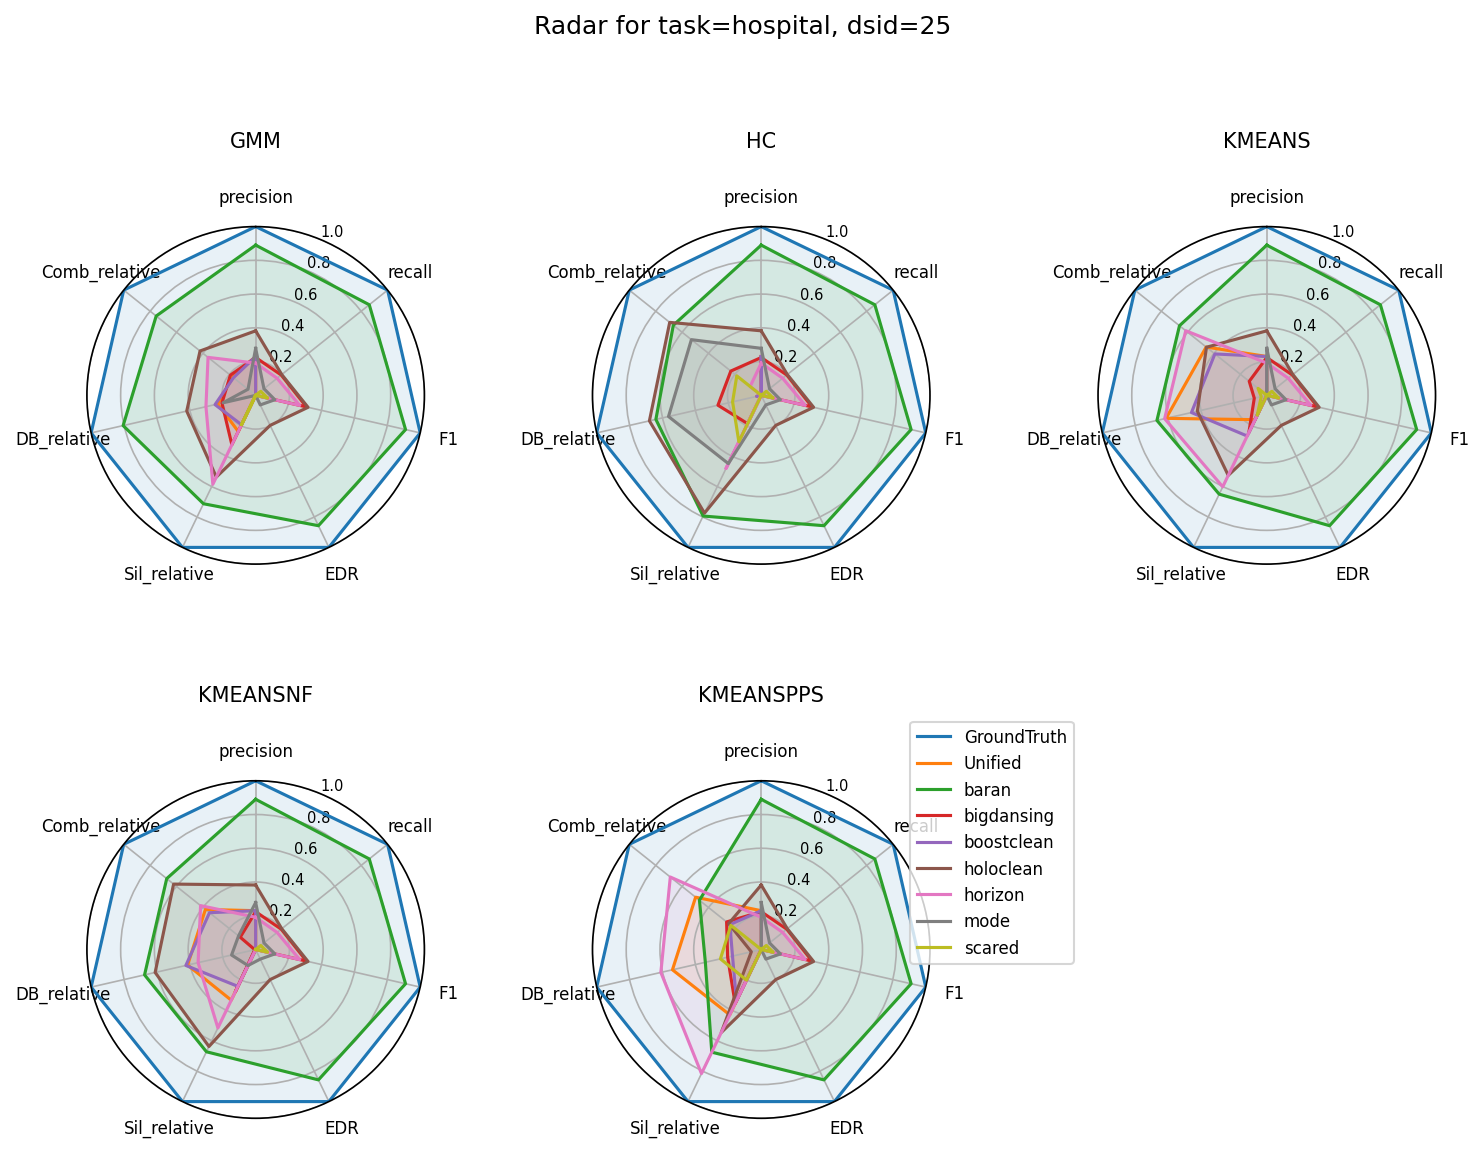 Radar for task=hospital, dsid=25
GMM
precision
recall
F1
EDR
Sil_relative
DB_relative
Comb_relative
0.2
0.4
0.6
0.8
1.0
HC
precision
recall
F1
EDR
Sil_relative
DB_relative
Comb_relative
0.2
0.4
0.6
0.8
1.0
KMEANS
precision
recall
F1
EDR
Sil_relative
DB_relative
Comb_relative
0.2
0.4
0.6
0.8
1.0
KMEANSNF
precision
recall
F1
EDR
Sil_relative
DB_relative
Comb_relative
0.2
0.4
0.6
0.8
1.0
KMEANSPPS
precision
recall
F1
EDR
Sil_relative
DB_relative
Comb_relative
0.2
0.4
0.6
0.8
1.0
GroundTruth
Unified
baran
bigdansing
boostclean
holoclean
horizon
mode
scared